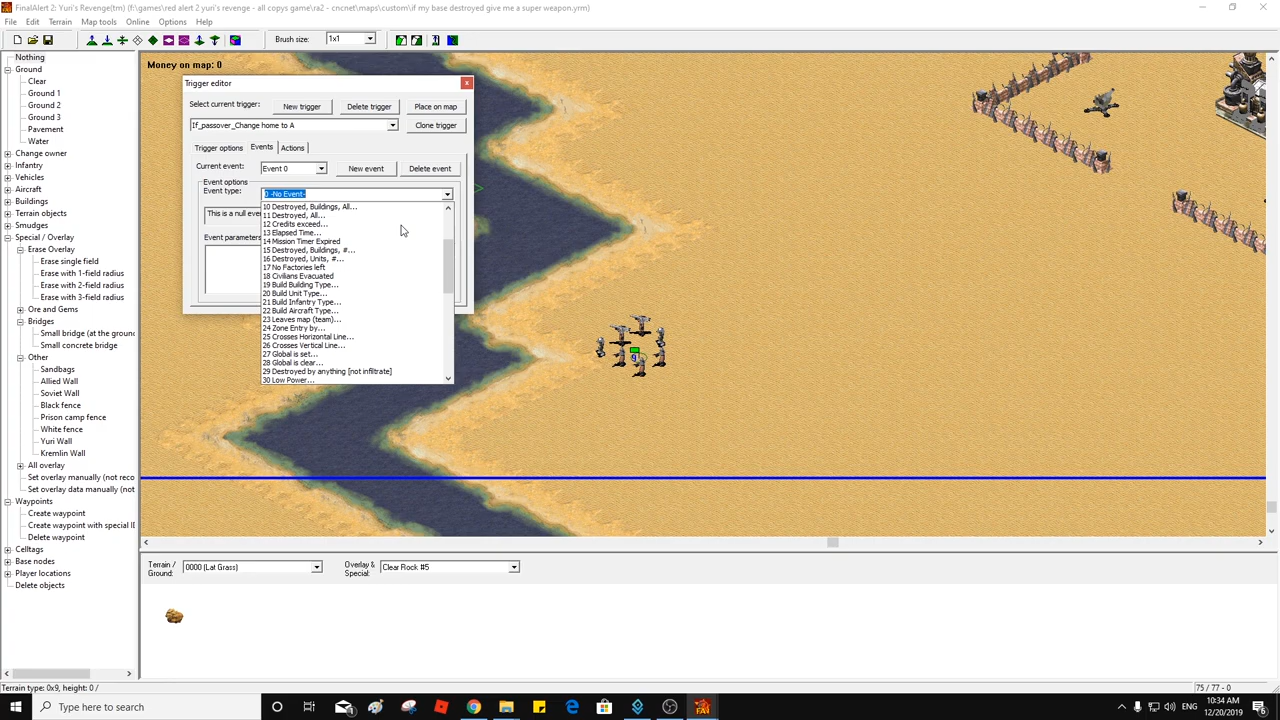 FinalAlert 2: Yuri's Revenge(tm) (f:\games\read alert 2 yuri's revenge - all copys game\ra2 - cncnet\maps\custom\if my base destroyed give me a super weapon.yrm)
File Edit Terrain Map tools Online Options Help
Brush size: 1x1
Nothing
Ground
Clear
Ground 1
Ground 2
Ground 3
Pavement
Water
Change owner
Infantry
Vehicles
Aircraft
Buildings
Terrain objects
Smudges
Special / Overlay
Erase Overlay
Erase single field
Erase with 1-field radius
Erase with 2-field radius
Erase with 3-field radius
Ore and Gems
Bridges
Small bridge (at the groun
Small concrete bridge
Other
Sandbags
Allied Wall
Soviet Wall
Black fence
Prison camp fence
White fence
Yuri Wall
Kremlin Wall
All overlay
Set overlay manually (not reco
Set overlay data manually (not
Waypoints
Create waypoint
Create waypoint with special I
Delete waypoint
Celltags
Base nodes
Player locations
Delete objects
Money on map: 0
Trigger editor
Select current trigger: New trigger Delete trigger Place on map
If_passover_Change home to A Clone trigger
Trigger options Events Actions
Current event: Event 0 New event Delete event
Event options
Event type: 0 -No Event-
This is a null eve
Event parameters
10 Destroyed, Buildings, All...
11 Destroyed, All...
12 Credits exceed...
13 Elapsed Time...
14 Mission Timer Expired
15 Destroyed, Buildings, #...
16 Destroyed, Units, #...
17 No Factories left
18 Civilians Evacuated
19 Build Building Type...
20 Build Unit Type...
21 Build Infantry Type...
22 Build Aircraft Type...
23 Leaves map (team)...
24 Zone Entry by...
25 Crosses Horizontal Line...
26 Crosses Vertical Line...
27 Global is set...
28 Global is clear...
29 Destroyed by anything [not infiltrate]
30 Low Power...
9
Terrain / Ground: 0000 (Lat Grass) Overlay & Special: Clear Rock #5
Terrain type: 0x9, height: 0 / 75 / 77 - 0
Type here to search
ENG
10:34 AM
12/20/2019
6